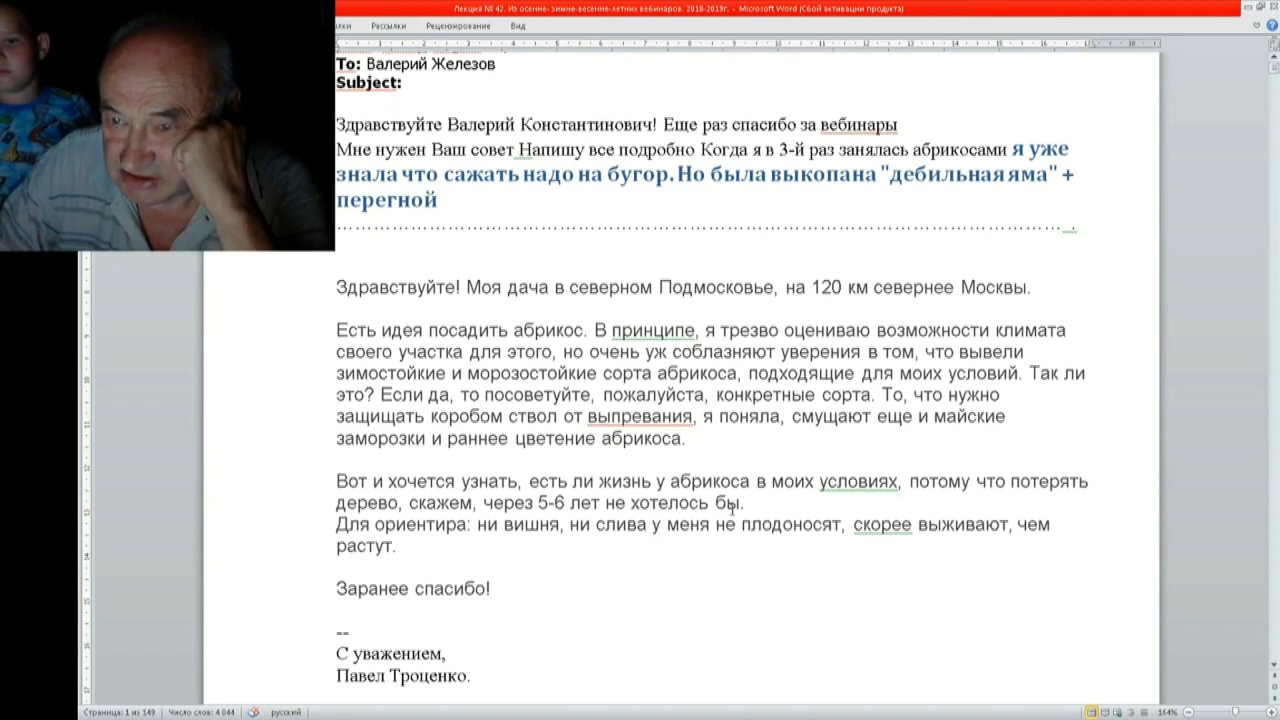 Лекция № 42. Из осенне- зимне-весенне-летних вебинаров. 2018-2019г. - Microsoft Word (Сбой активации продукта)
Рассылки Рецензирование Вид
To: Валерий Железов
Subject:
Здравствуйте Валерий Константинович! Еще раз спасибо за вебинары
Мне нужен Ваш совет Напишу все подробно Когда я в 3-й раз занялась абрикосами я уже
знала что сажать надо на бугор. Но была выкопана "дебильная яма" +
перегной
Здравствуйте! Моя дача в северном Подмосковье, на 120 км севернее Москвы.
Есть идея посадить абрикос. В принципе, я трезво оцениваю возможности климата
своего участка для этого, но очень уж соблазняют уверения в том, что вывели
зимостойкие и морозостойкие сорта абрикоса, подходящие для моих условий. Так ли
это? Если да, то посоветуйте, пожалуйста, конкретные сорта. То, что нужно
защищать коробом ствол от выпревания, я поняла, смущают еще и майские
заморозки и раннее цветение абрикоса.
Вот и хочется узнать, есть ли жизнь у абрикоса в моих условиях, потому что потерять
дерево, скажем, через 5-6 лет не хотелось бы.
Для ориентира: ни вишня, ни слива у меня не плодоносят, скорее выживают, чем
растут.
Заранее спасибо!
--
С уважением,
Павел Троценко.
Страница: 1 из 149 Число слов: 4 044 русский 164%